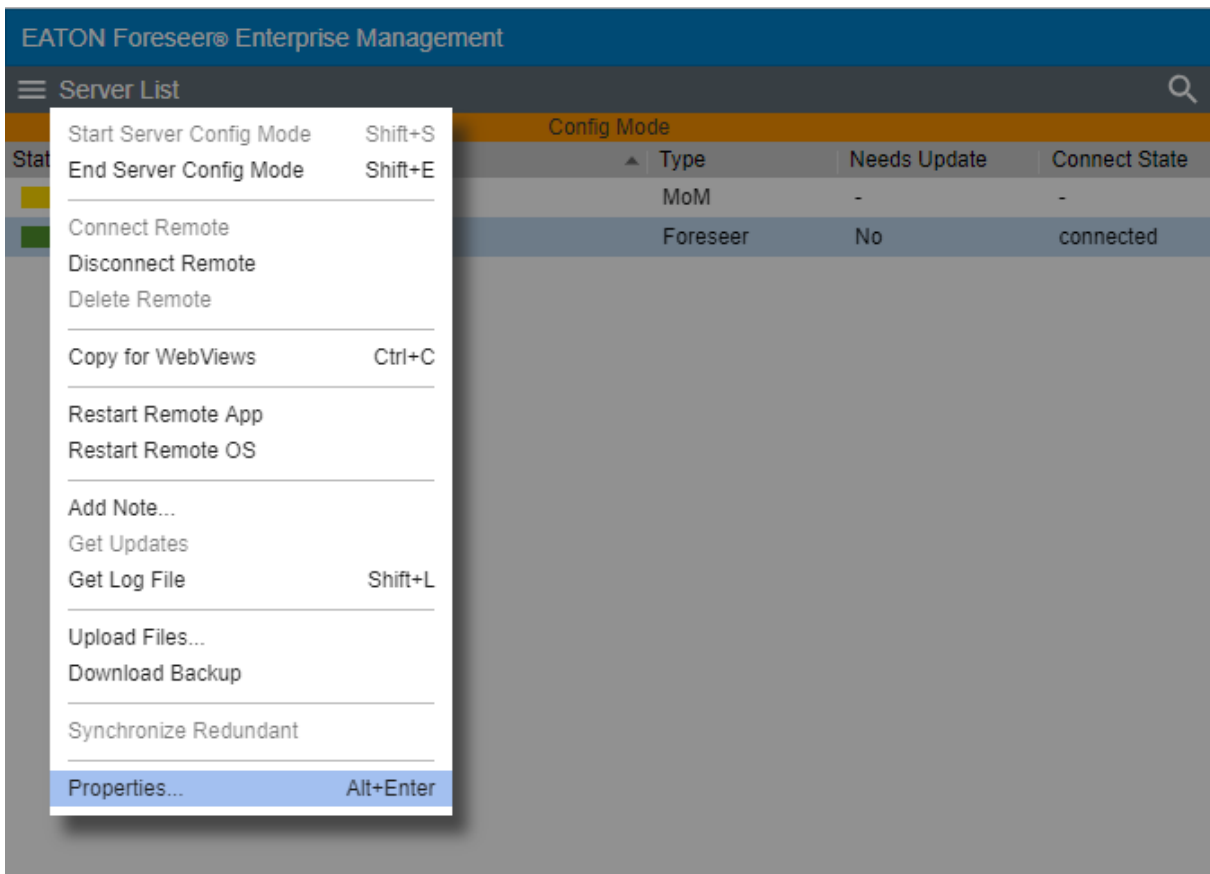 EATON Foreseer® Enterprise Management
Server List
Config Mode
Stat Type Needs Update Connect State
MoM - -
Foreseer No connected
Start Server Config Mode Shift+S
End Server Config Mode Shift+E
Connect Remote
Disconnect Remote
Delete Remote
Copy for WebViews Ctrl+C
Restart Remote App
Restart Remote OS
Add Note...
Get Updates
Get Log File Shift+L
Upload Files...
Download Backup
Synchronize Redundant
Properties... Alt+Enter